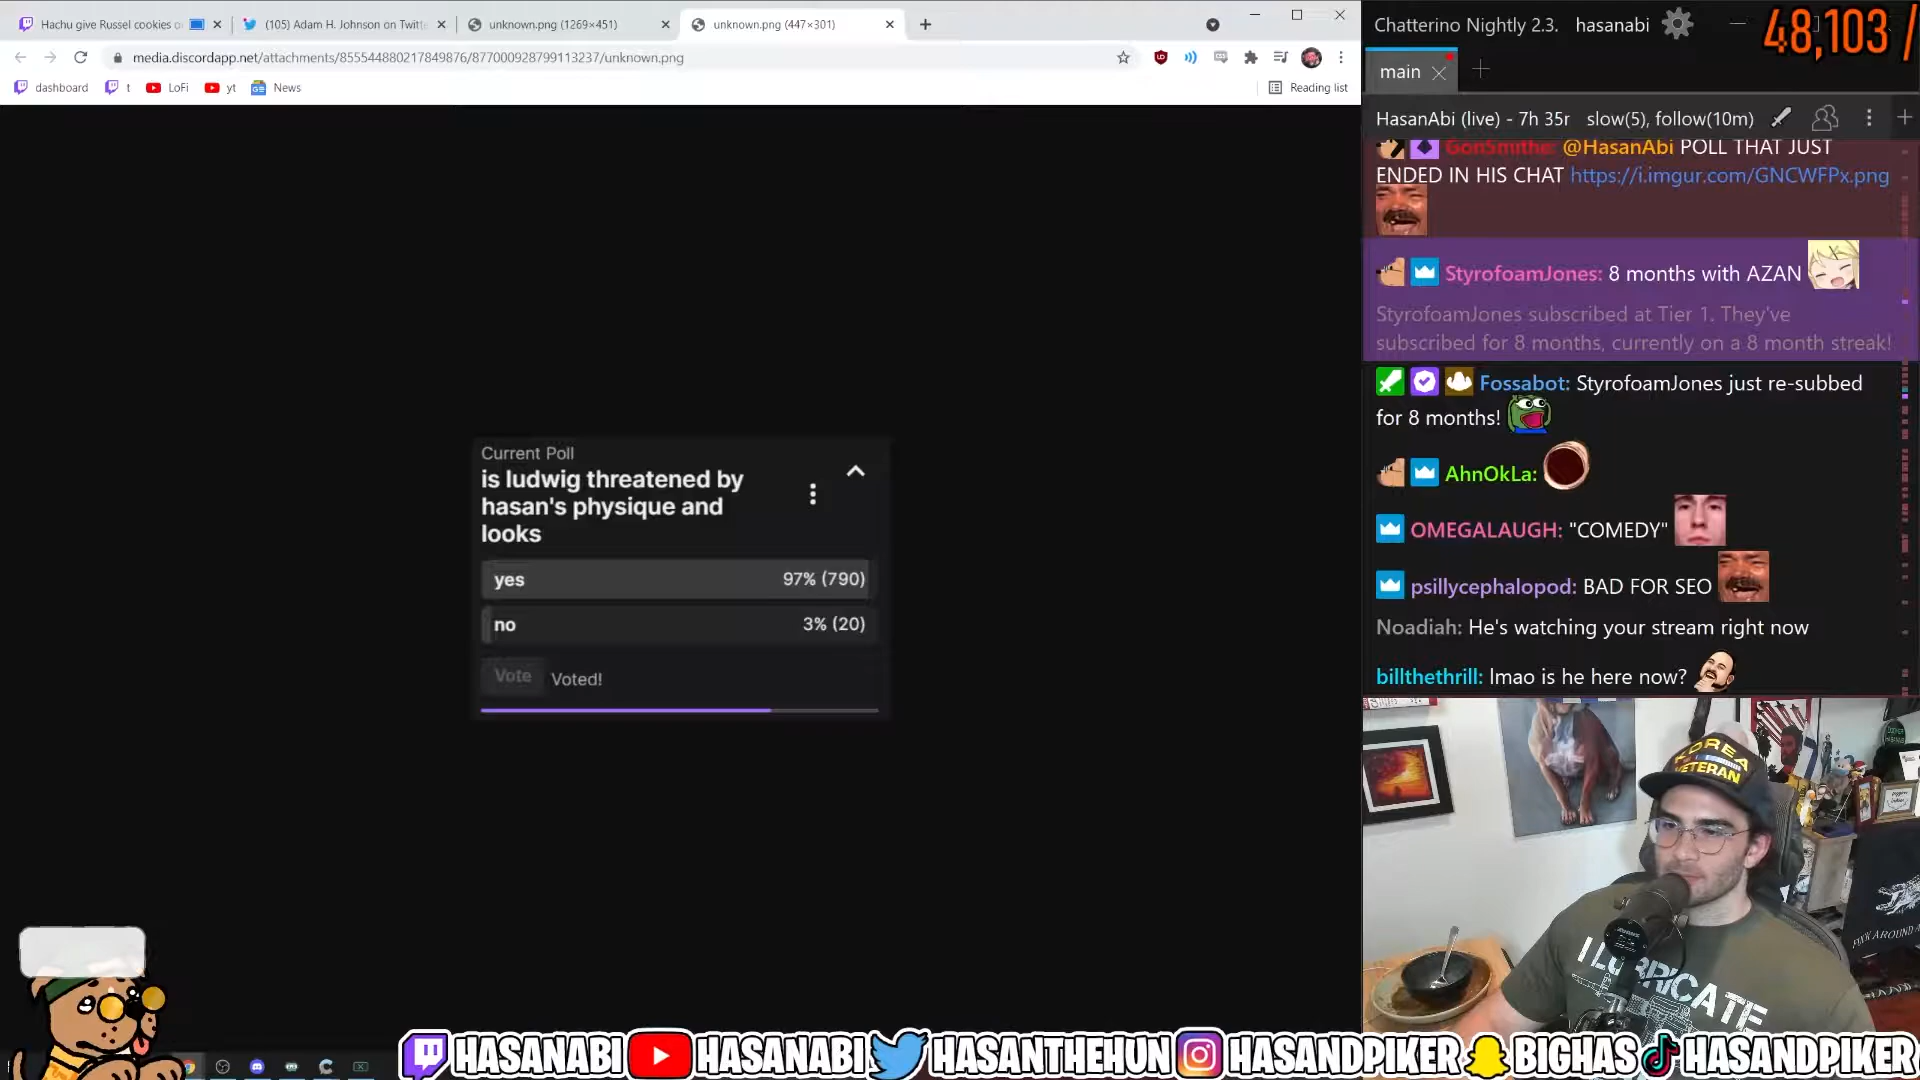 Hachu give Russel cookies o
(105) Adam H. Johnson on Twitte
unknown.png (1269×451)
unknown.png (447×301)
media.discordapp.net/attachments/855544880217849876/877000928799113237/unknown.png
dashboard
t
LoFi
yt
News
Reading list
Current Poll
is ludwig threatened by
hasan's physique and
looks
yes 97% (790)
no 3% (20)
Vote Voted!
Chatterino Nightly 2.3. hasanabi
48,103 /
main
HasanAbi (live) - 7h 35r slow(5), follow(10m)
GonSmithe: @HasanAbi POLL THAT JUST
ENDED IN HIS CHAT https://i.imgur.com/GNCWFPx.png
StyrofoamJones: 8 months with AZAN
StyrofoamJones subscribed at Tier 1. They've
subscribed for 8 months, currently on a 8 month streak!
Fossabot: StyrofoamJones just re-subbed
for 8 months!
AhnOkLa:
OMEGALAUGH: "COMEDY"
psillycephalopod: BAD FOR SEO
Noadiah: He's watching your stream right now
billthethrill: lmao is he here now?
KOREA
VETERAN
I LUBRICATE
HASANABI HASANABI HASANTHEHUN HASANDPIKER BIGHAS HASANDPIKER